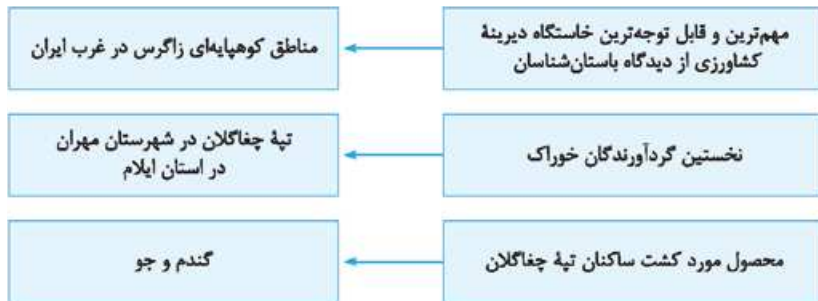 مهم‌ترین و قابل توجه‌ترین خاستگاه دیرینهٔ
کشاورزی از دیدگاه باستان‌شناسان
مناطق کوهپایه‌ای زاگرس در غرب ایران
نخستین گردآورندگان خوراک
تپهٔ چغاگلان در شهرستان مهران
در استان ایلام
محصول مورد کشت ساکنان تپهٔ چغاگلان
گندم و جو